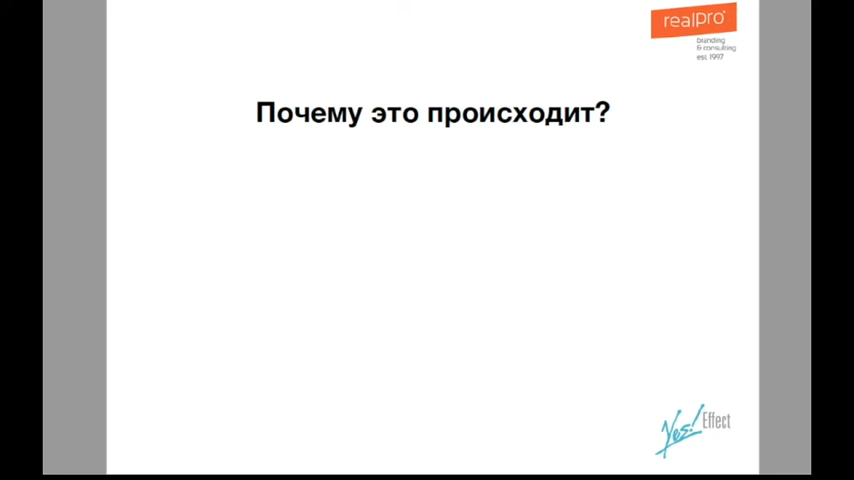 realpro
branding
& consulting
est. 1997
Почему это происходит?
Yes! Effect